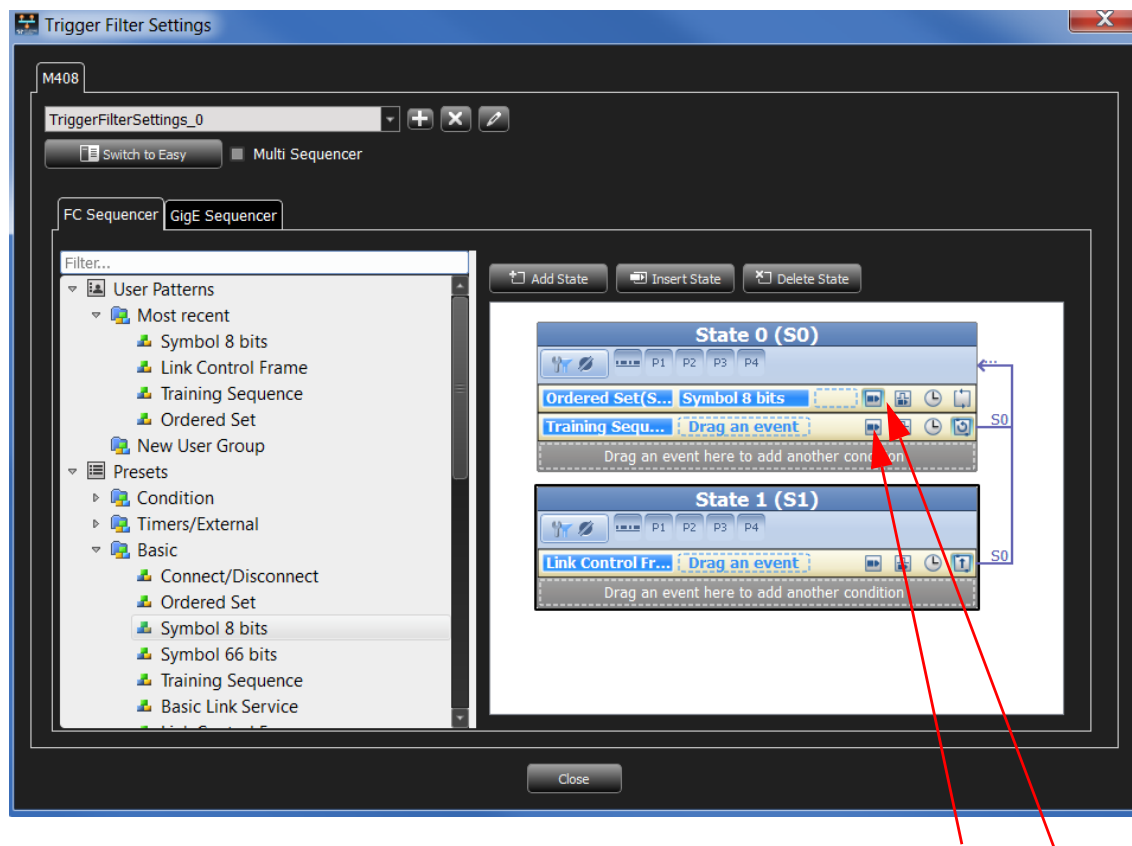 Trigger Filter Settings
X
M408
TriggerFilterSettings_0
Switch to Easy
Multi Sequencer
FC Sequencer
GigE Sequencer
Filter...
User Patterns
Most recent
Symbol 8 bits
Link Control Frame
Training Sequence
Ordered Set
New User Group
Presets
Condition
Timers/External
Basic
Connect/Disconnect
Ordered Set
Symbol 8 bits
Symbol 66 bits
Training Sequence
Basic Link Service
Add State
Insert State
Delete State
State 0 (S0)
P1 P2 P3 P4
Ordered Set(S... Symbol 8 bits
Training Sequ... Drag an event
S0
Drag an event here to add another condition
State 1 (S1)
P1 P2 P3 P4
Link Control Fr... Drag an event
S0
Drag an event here to add another condition
Close